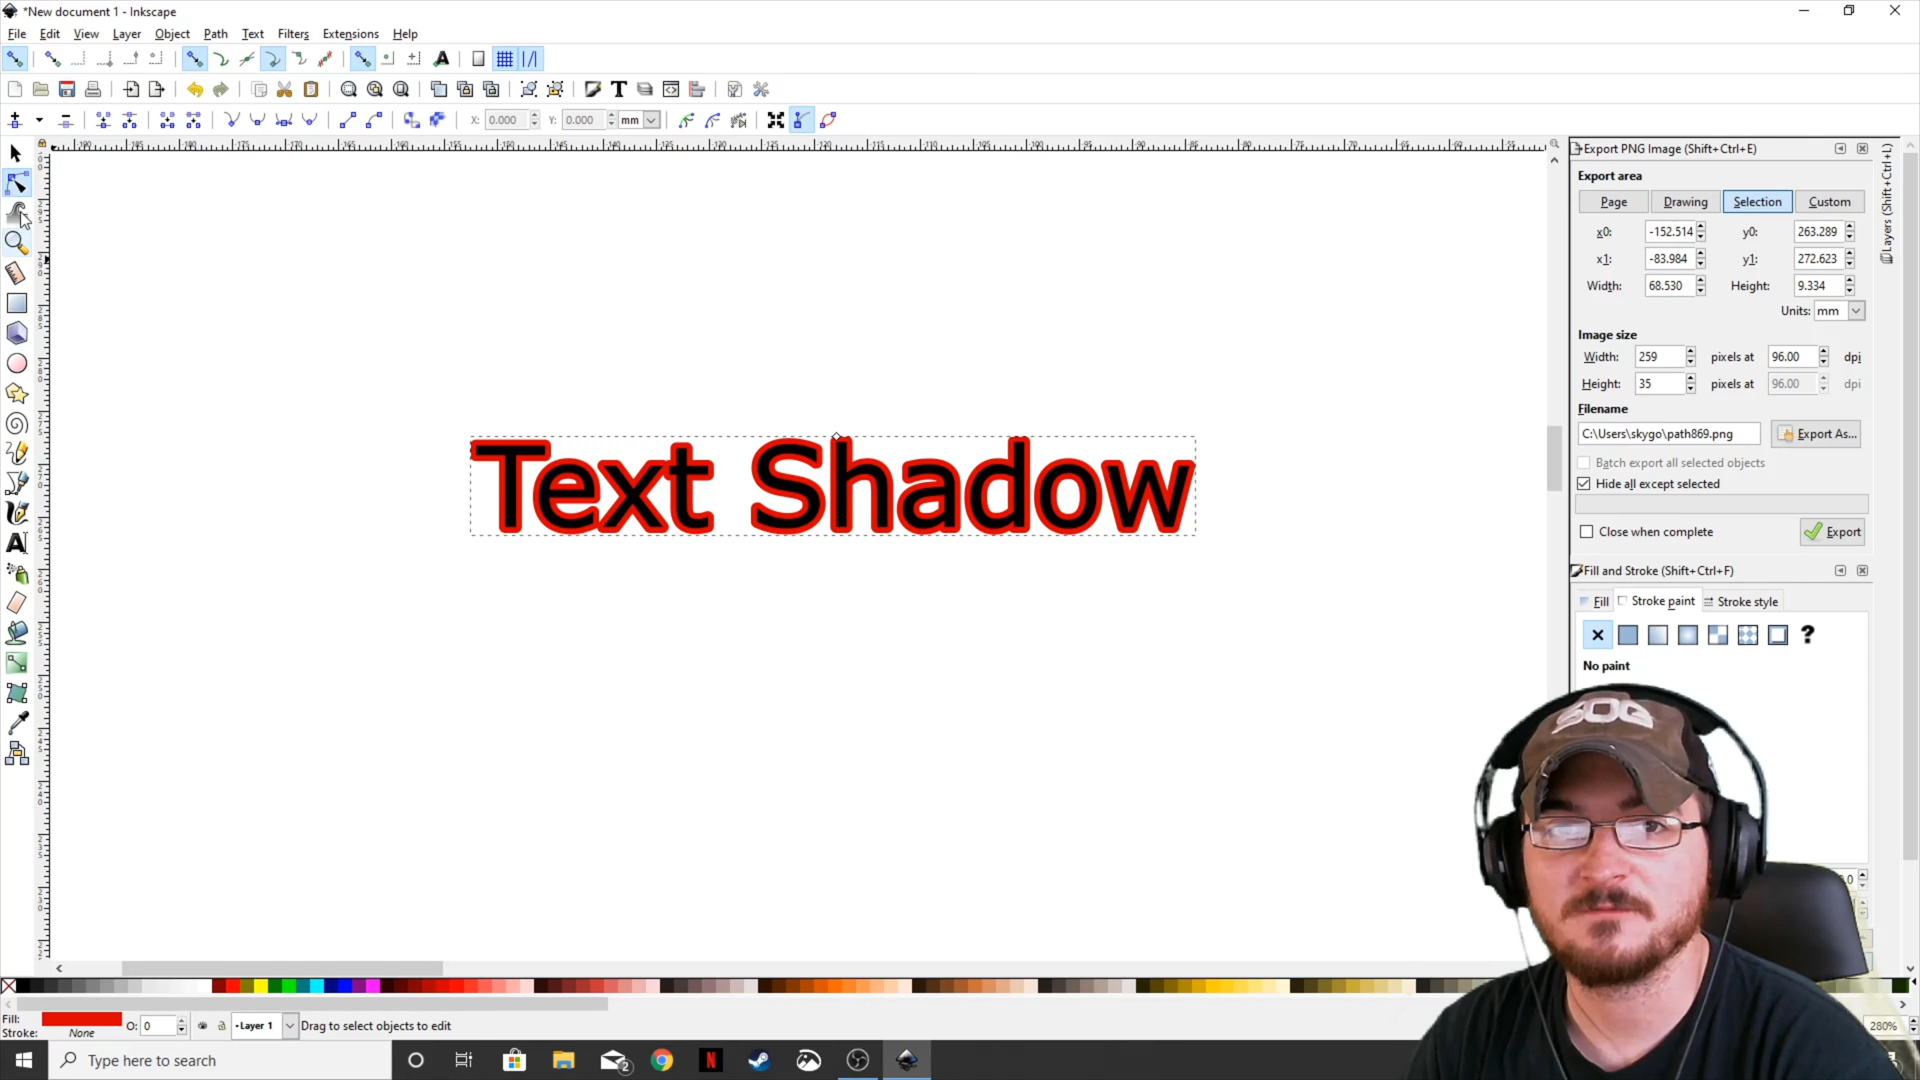 *New document 1 - Inkscape
File Edit View Layer Object Path Text Filters Extensions Help
X: 0.000 Y: 0.000 mm
Export PNG Image (Shift+Ctrl+E)
Layers (Shift+Ctrl+L)
Export area
Page Drawing Selection Custom
x0: -152.514 y0: 263.289
x1: -83.984 y1: 272.623
Width: 68.530 Height: 9.334
Units: mm
Image size
Width: 259 pixels at 96.00 dpi
Height: 35 pixels at 96.00 dpi
Filename
C:\Users\skygo\path869.png Export As...
Batch export all selected objects
Hide all except selected
Close when complete Export
Text Shadow
Fill and Stroke (Shift+Ctrl+F)
Fill Stroke paint Stroke style
No paint
SOG
Fill:
Stroke: None
O: 0 Layer 1 Drag to select objects to edit
280%
Type here to search